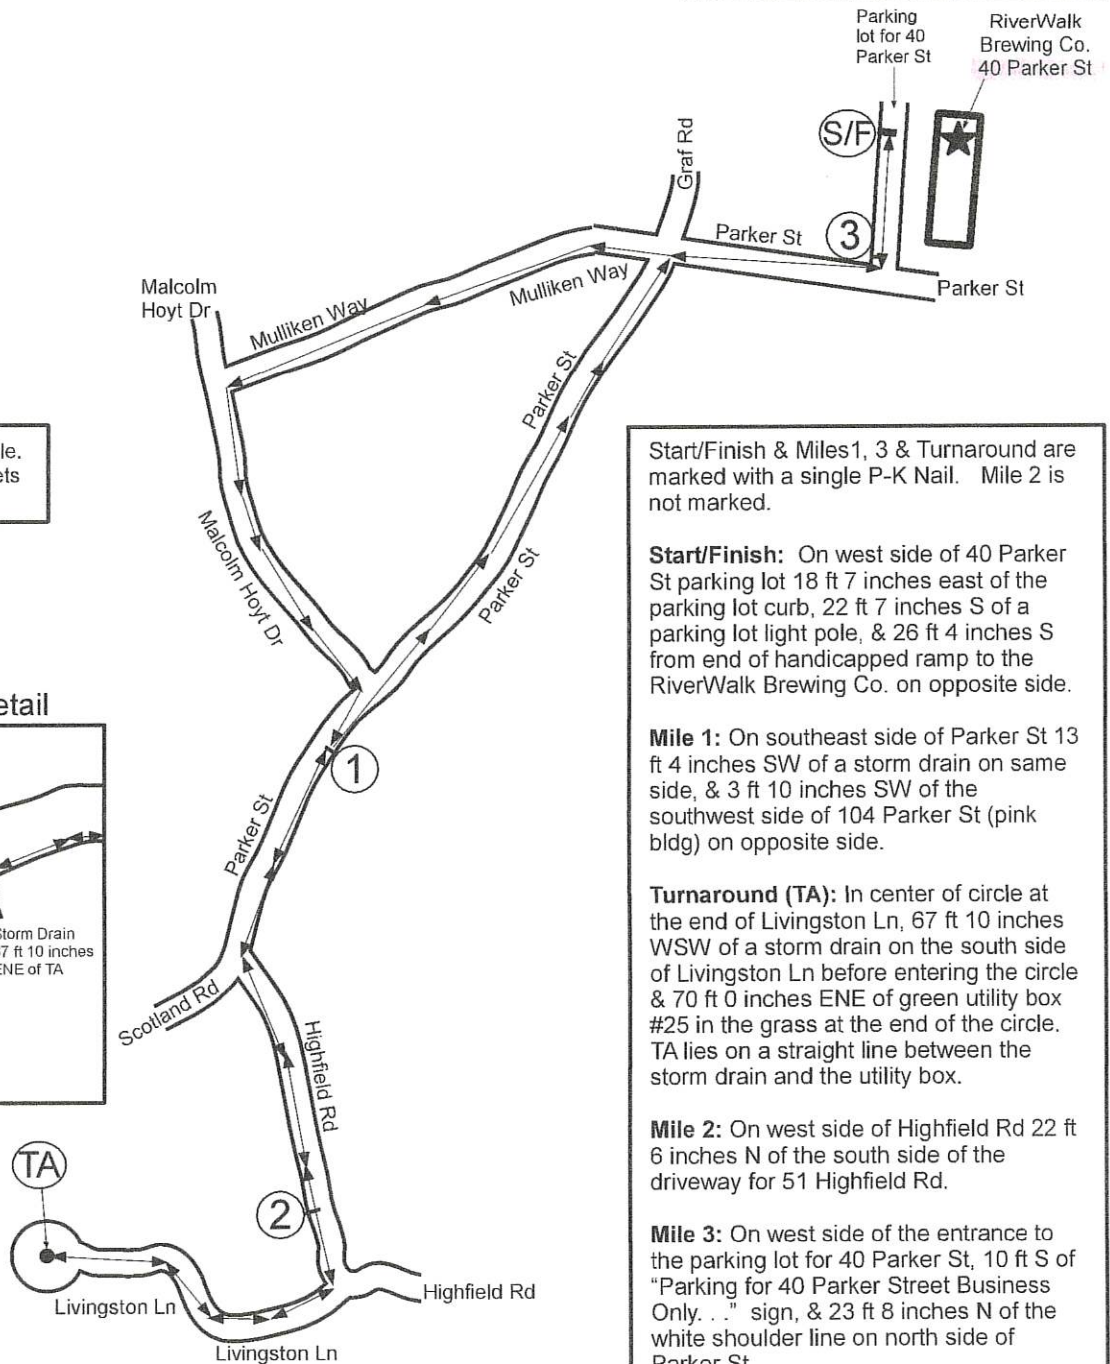 Parking
lot for 40
Parker St
RiverWalk
Brewing Co.
40 Parker St
S/F
Graf Rd
Parker St
3
Parker St
Malcolm
Hoyt Dr
Mulliken Way
Mulliken Way
Parker St
Malcolm Hoyt Dr
Parker St
1
Parker St
Scotland Rd
Highfield Rd
TA
2
Livingston Ln
Livingston Ln
Highfield Rd
le.
ets
etail
Storm Drain
67 ft 10 inches
ENE of TA
Start/Finish & Miles1, 3 & Turnaround are
marked with a single P-K Nail. Mile 2 is
not marked.
Start/Finish: On west side of 40 Parker
St parking lot 18 ft 7 inches east of the
parking lot curb, 22 ft 7 inches S of a
parking lot light pole, & 26 ft 4 inches S
from end of handicapped ramp to the
RiverWalk Brewing Co. on opposite side.
Mile 1: On southeast side of Parker St 13
ft 4 inches SW of a storm drain on same
side, & 3 ft 10 inches SW of the
southwest side of 104 Parker St (pink
bldg) on opposite side.
Turnaround (TA): In center of circle at
the end of Livingston Ln, 67 ft 10 inches
WSW of a storm drain on the south side
of Livingston Ln before entering the circle
& 70 ft 0 inches ENE of green utility box
#25 in the grass at the end of the circle.
TA lies on a straight line between the
storm drain and the utility box.
Mile 2: On west side of Highfield Rd 22 ft
6 inches N of the south side of the
driveway for 51 Highfield Rd.
Mile 3: On west side of the entrance to
the parking lot for 40 Parker St, 10 ft S of
“Parking for 40 Parker Street Business
Only. . .” sign, & 23 ft 8 inches N of the
white shoulder line on north side of
Parker St.